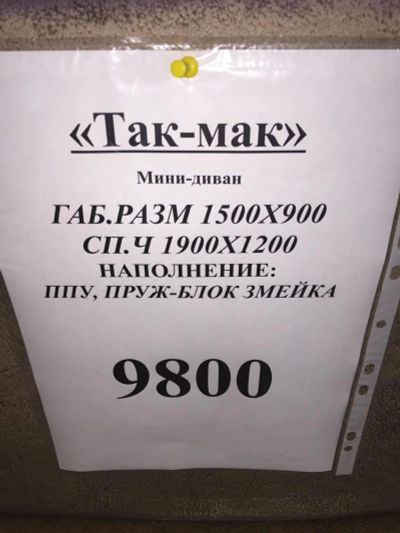 «Так-мак»
Мини-диван
ГАБ.РАЗМ 1500Х900
СП.Ч 1900Х1200
НАПОЛНЕНИЕ:
ППУ, ПРУЖ-БЛОК ЗМЕЙКА
9800